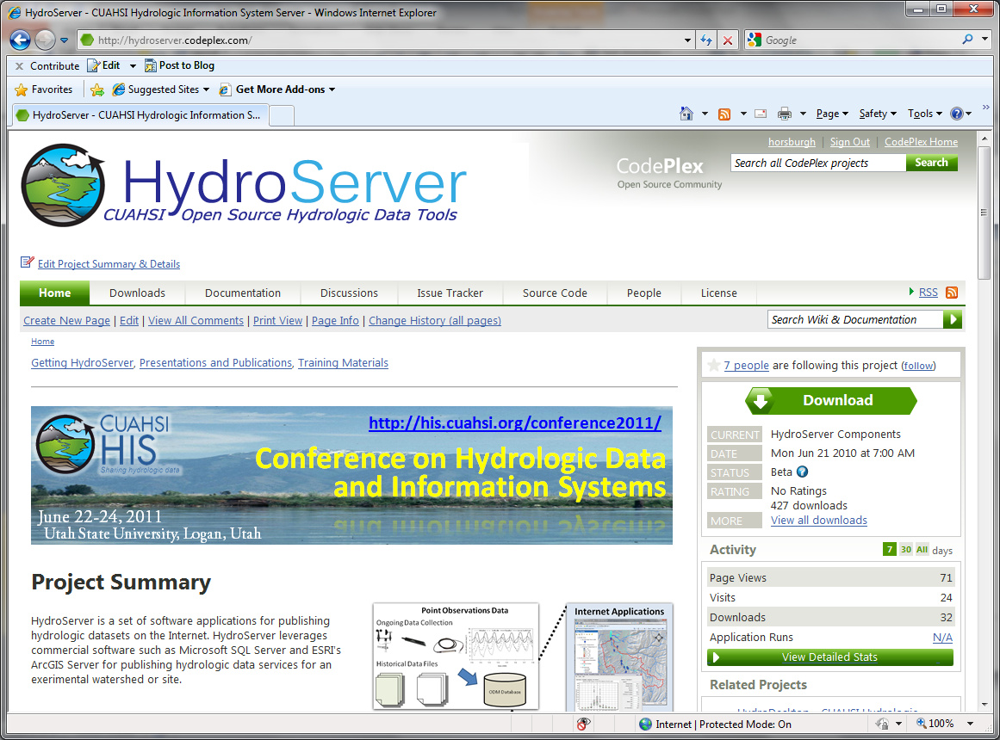 HydroServer - CUAHSI Hydrologic Information System Server - Windows Internet Explorer
http://hydroserver.codeplex.com/
Google
x Contribute Edit Post to Blog
Favorites Suggested Sites Get More Add-ons
HydroServer - CUAHSI Hydrologic Information S...
Page Safety Tools
horsburgh | Sign Out | CodePlex Home
HydroServer
CUAHSI Open Source Hydrologic Data Tools
CodePlex
Open Source Community
Search all CodePlex projects Search
Edit Project Summary & Details
Home Downloads Documentation Discussions Issue Tracker Source Code People License RSS
Create New Page | Edit | View All Comments | Print View | Page Info | Change History (all pages)
Search Wiki & Documentation
Home
Getting HydroServer, Presentations and Publications, Training Materials
CUAHSI
HIS
Sharing hydrologic data
http://his.cuahsi.org/conference2011/
Conference on Hydrologic Data
and Information Systems
June 22-24, 2011
Utah State University, Logan, Utah
Project Summary
HydroServer is a set of software applications for publishing
hydrologic datasets on the Internet. HydroServer leverages
commercial software such as Microsoft SQL Server and ESRI's
ArcGIS Server for publishing hydrologic data services for an
exerimental watershed or site.
Point Observations Data
Ongoing Data Collection
Historical Data Files
ODM Database
Internet Applications
7 people are following this project (follow)
Download
CURRENT HydroServer Components
DATE Mon Jun 21 2010 at 7:00 AM
STATUS Beta
RATING No Ratings
427 downloads
MORE View all downloads
Activity 7 30 All days
Page Views 71
Visits 24
Downloads 32
Application Runs N/A
View Detailed Stats
Related Projects
HydroDesktop - CUAHSI Hydrologic
Internet | Protected Mode: On
100%